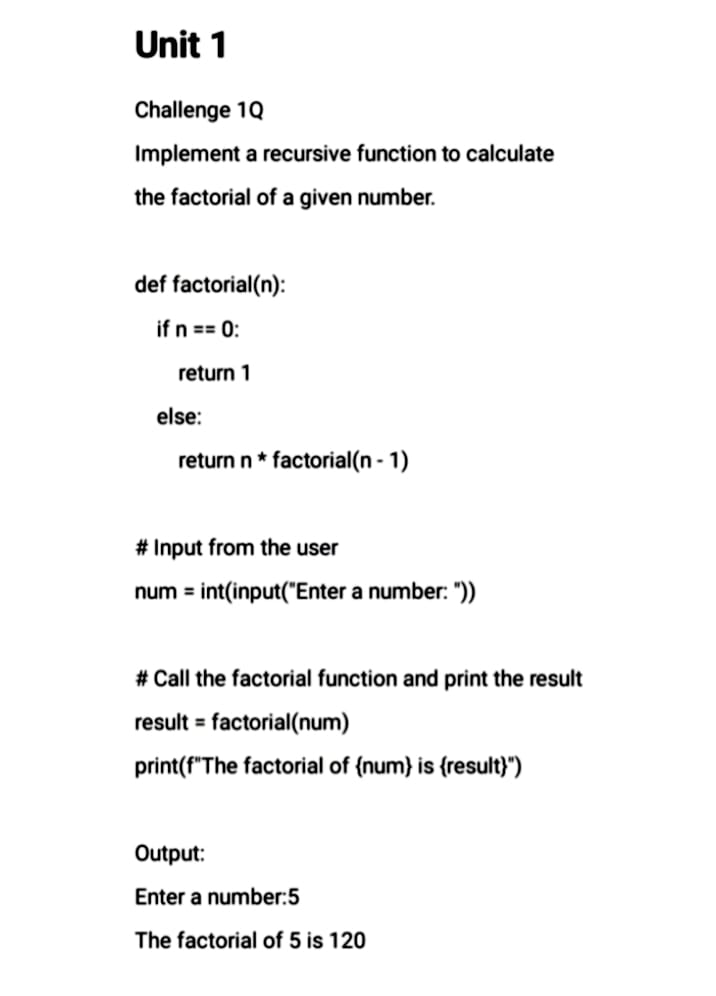 Unit 1
Challenge 1Q
Implement a recursive function to calculate
the factorial of a given number.
def factorial(n):
if n == 0:
return 1
else:
return n * factorial(n - 1)
# Input from the user
num = int(input("Enter a number: "))
# Call the factorial function and print the result
result = factorial(num)
print(f"The factorial of {num} is {result}")
Output:
Enter a number:5
The factorial of 5 is 120